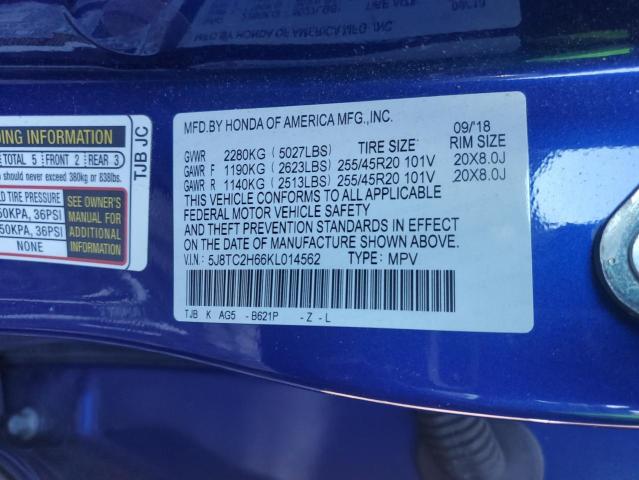 MFD.BY HONDA OF AMERICA MFG.,INC. 09/'18
GVWR 2280KG (5027LBS) TIRE SIZE RIM SIZE
GAWR F 1190KG (2623LBS) 255/45R20 101V 20X8.0J
GAWR R 1140KG (2513LBS) 255/45R20 101V 20X8.0J
THIS VEHICLE CONFORMS TO ALL APPLICABLE
FEDERAL MOTOR VEHICLE SAFETY
AND THEFT PREVENTION STANDARDS IN EFFECT ON
THE DATE OF MANUFACTURE SHOWN ABOVE.
V.I.N.: 5J8TC2H66KL014562 TYPE: MPV
TJB K AG5 - B621P - Z - L
ING INFORMATION
TOTAL 5 FRONT 2 REAR 3
should never exceed 380kg or 838lbs.
TIRE PRESSURE
50KPA, 36PSI
50KPA, 36PSI
NONE
SEE OWNER'S
MANUAL FOR
ADDITIONAL
INFORMATION
TJB JC